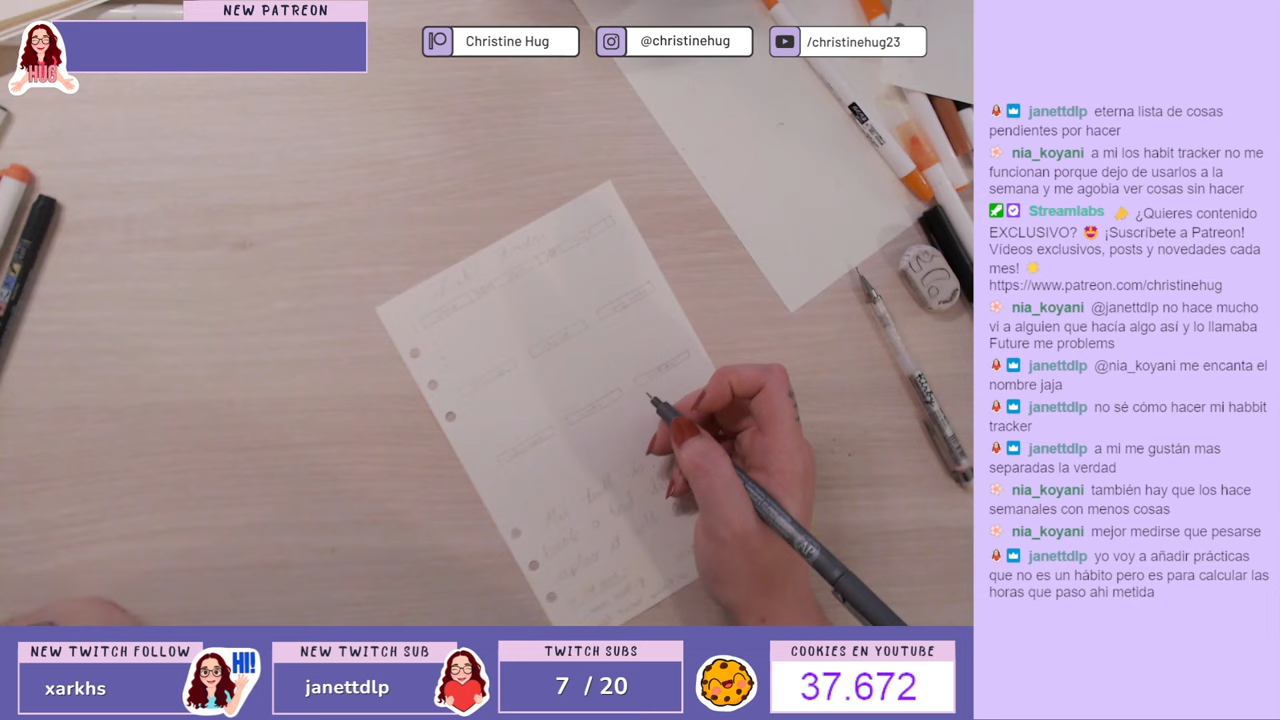 NEW PATREON
HUG
Christine Hug
@christinehug
/christinehug23
janettdlp eterna lista de cosas
pendientes por hacer
nia_koyani a mi los habit tracker no me
funcionan porque dejo de usarlos a la
semana y me agobia ver cosas sin hacer
Streamlabs ¿Quieres contenido
EXCLUSIVO? ¡Suscríbete a Patreon!
Vídeos exclusivos, posts y novedades cada
mes!
https://www.patreon.com/christinehug
nia_koyani @janettdlp no hace mucho
vi a alguien que hacía algo así y lo llamaba
Future me problems
janettdlp @nia_koyani me encanta el
nombre jaja
janettdlp no sé cómo hacer mi habbit
tracker
janettdlp a mi me gustán mas
separadas la verdad
nia_koyani también hay que los hace
semanales con menos cosas
nia_koyani mejor medirse que pesarse
janettdlp yo voy a añadir prácticas
que no es un hábito pero es para calcular las
horas que paso ahi metida
NEW TWITCH FOLLOW
xarkhs
HI!
NEW TWITCH SUB
janettdlp
TWITCH SUBS
7 / 20
COOKIES EN YOUTUBE
37.672